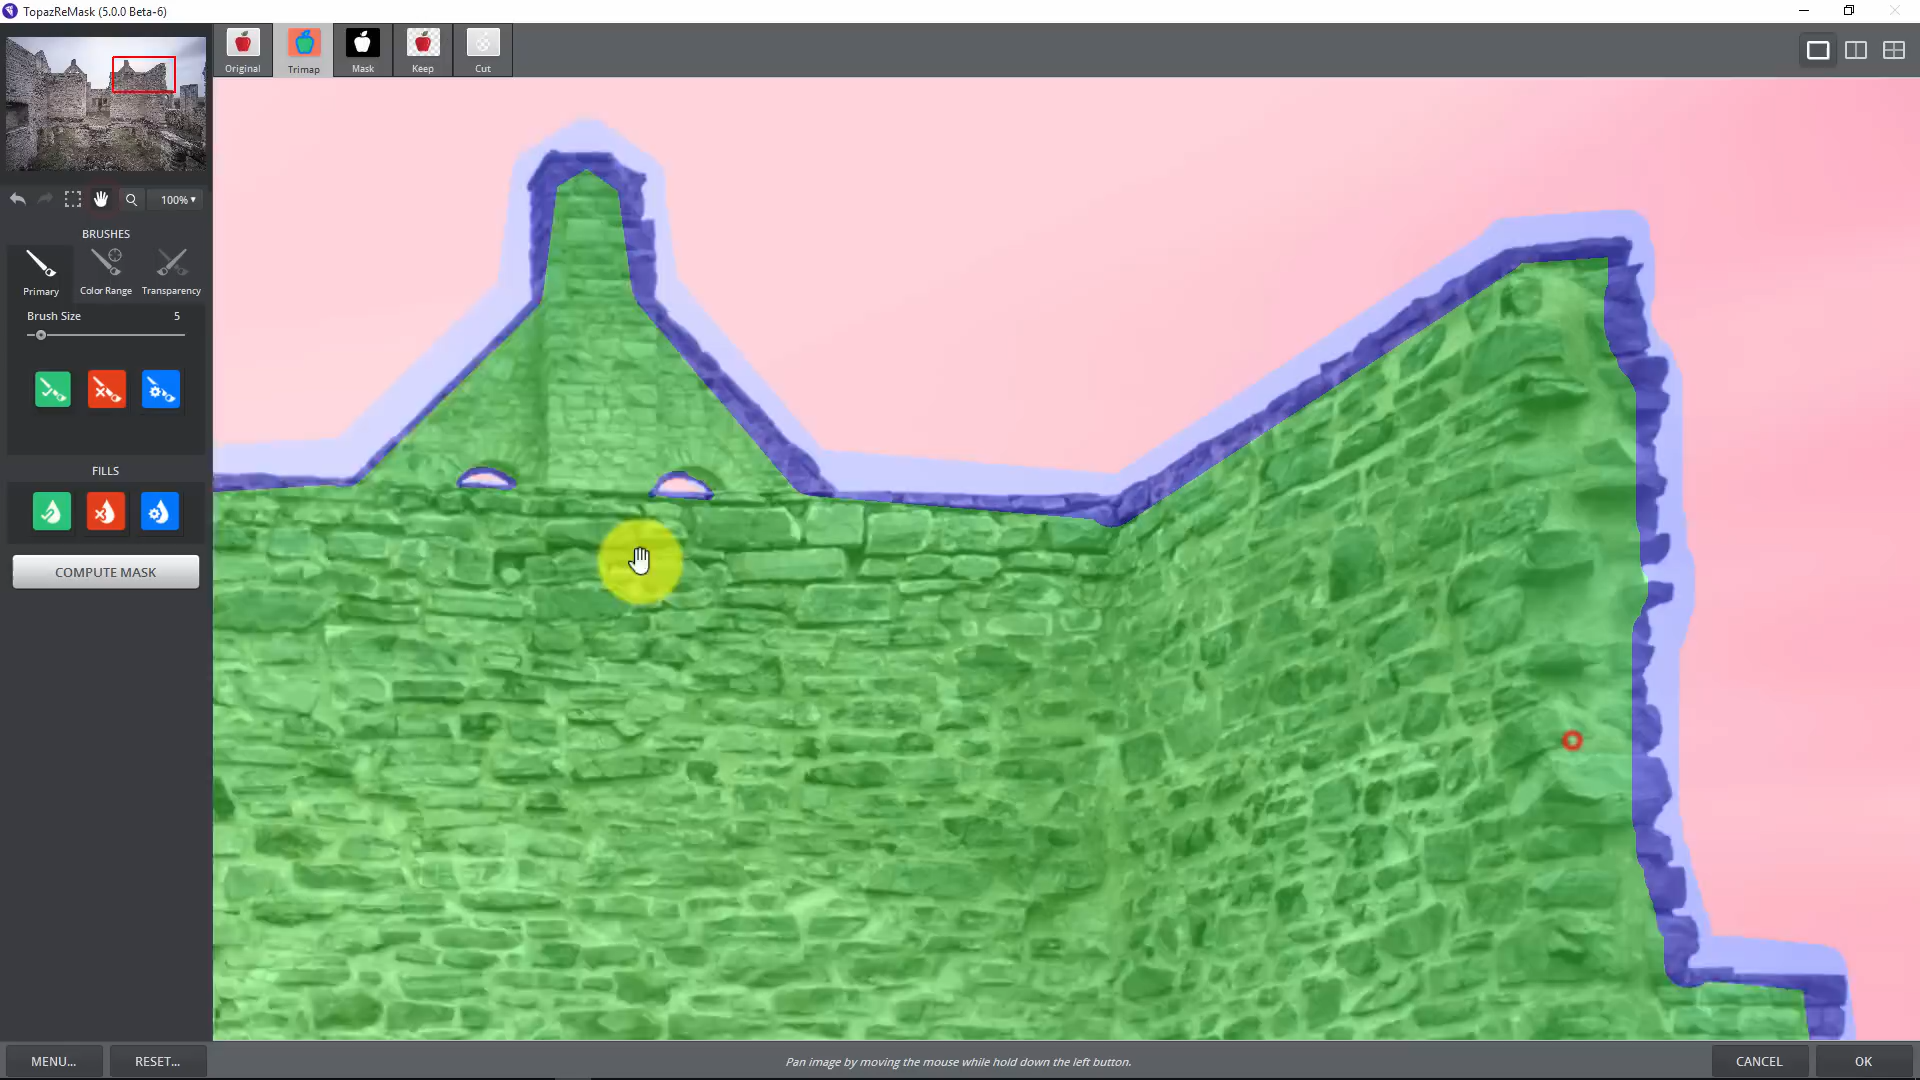 TopazReMask (5.0.0 Beta-6)
Original
Trimap
Mask
Keep
Cut
100%
BRUSHES
Primary
Color Range
Transparency
Brush Size 5
FILLS
COMPUTE MASK
MENU...
RESET...
Pan image by moving the mouse while hold down the left button.
CANCEL
OK